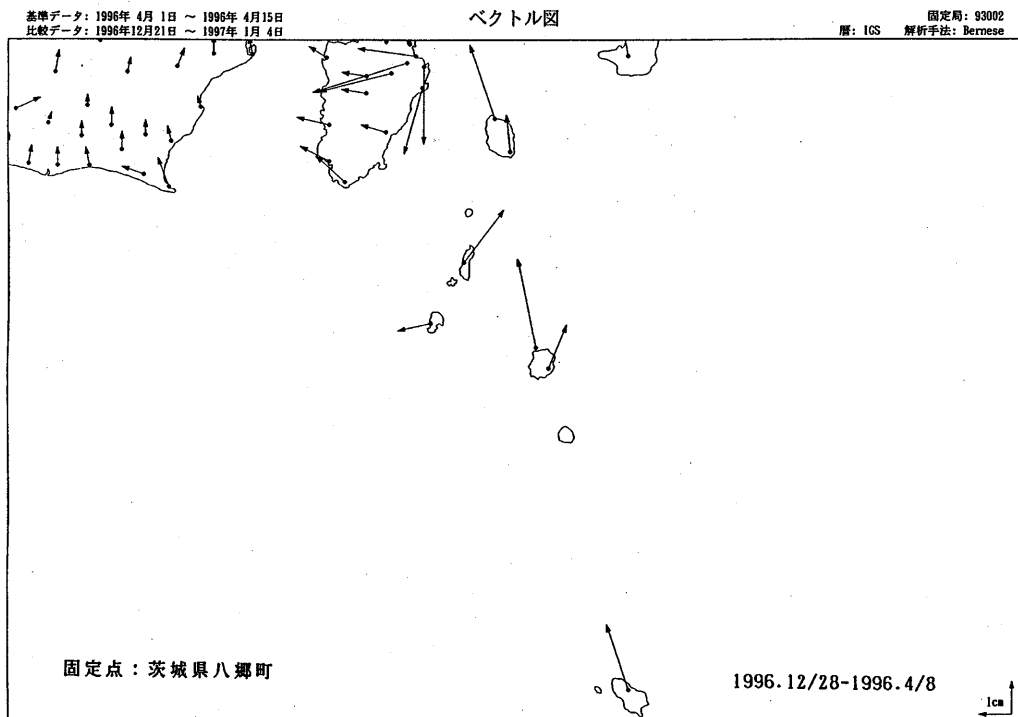 基準データ: 1996年 4月 1日 ～ 1996年 4月15日
比較データ: 1996年12月21日 ～ 1997年 1月 4日
ベクトル図
固定局: 93002
暦: IGS 解析手法: Bernese
固定点：茨城県八郷町
1996.12/28-1996.4/8
1cm